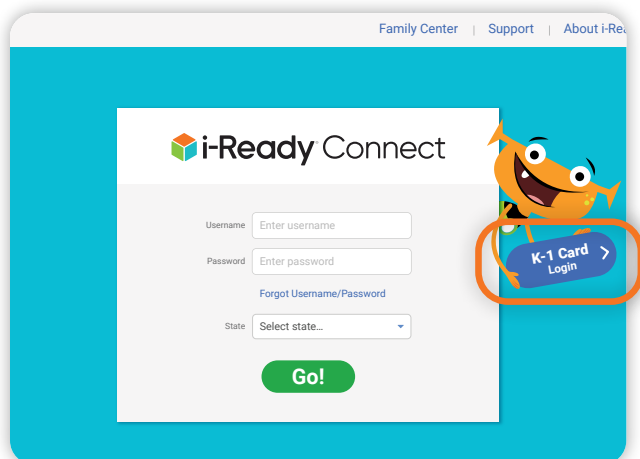 Family Center | Support | About i-Rea
i-Ready Connect
Username Enter username
Password Enter password
Forgot Username/Password
State Select state...
Go!
K-1 Card
Login